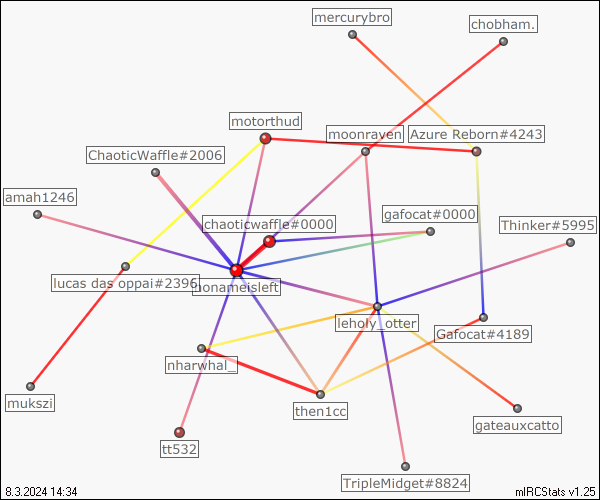 mercurybro
chobham.
motorthud
moonraven
Azure Reborn#4243
ChaoticWaffle#2006
amah1246
chaoticwaffle#0000
gafocat#0000
Thinker#5995
lucas das oppai#2396
nonameisleft
leholy_otter
Gafocat#4189
nharwhal_
mukszi
then1cc
gateauxcatto
tt532
TripleMidget#8824
8.3.2024 14:34
mIRCStats v1.25